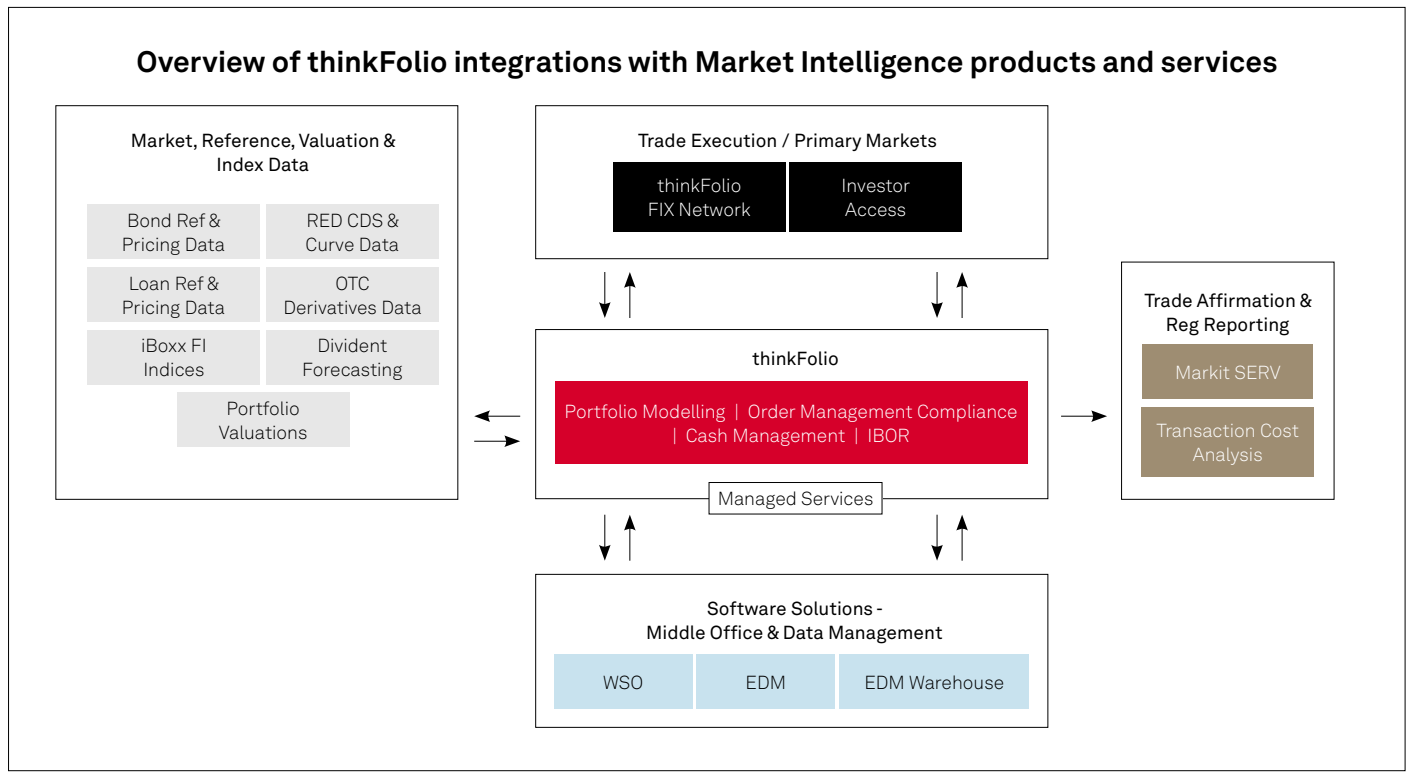 Overview of thinkFolio integrations with Market Intelligence products and services
Market, Reference, Valuation &
Index Data
Bond Ref &
Pricing Data
RED CDS &
Curve Data
Loan Ref &
Pricing Data
OTC
Derivatives Data
iBoxx FI
Indices
Divident
Forecasting
Portfolio
Valuations
Trade Execution / Primary Markets
thinkFolio
FIX Network
Investor
Access
thinkFolio
Portfolio Modelling | Order Management Compliance
| Cash Management | IBOR
Managed Services
Trade Affirmation &
Reg Reporting
Markit SERV
Transaction Cost
Analysis
Software Solutions -
Middle Office & Data Management
WSO
EDM
EDM Warehouse